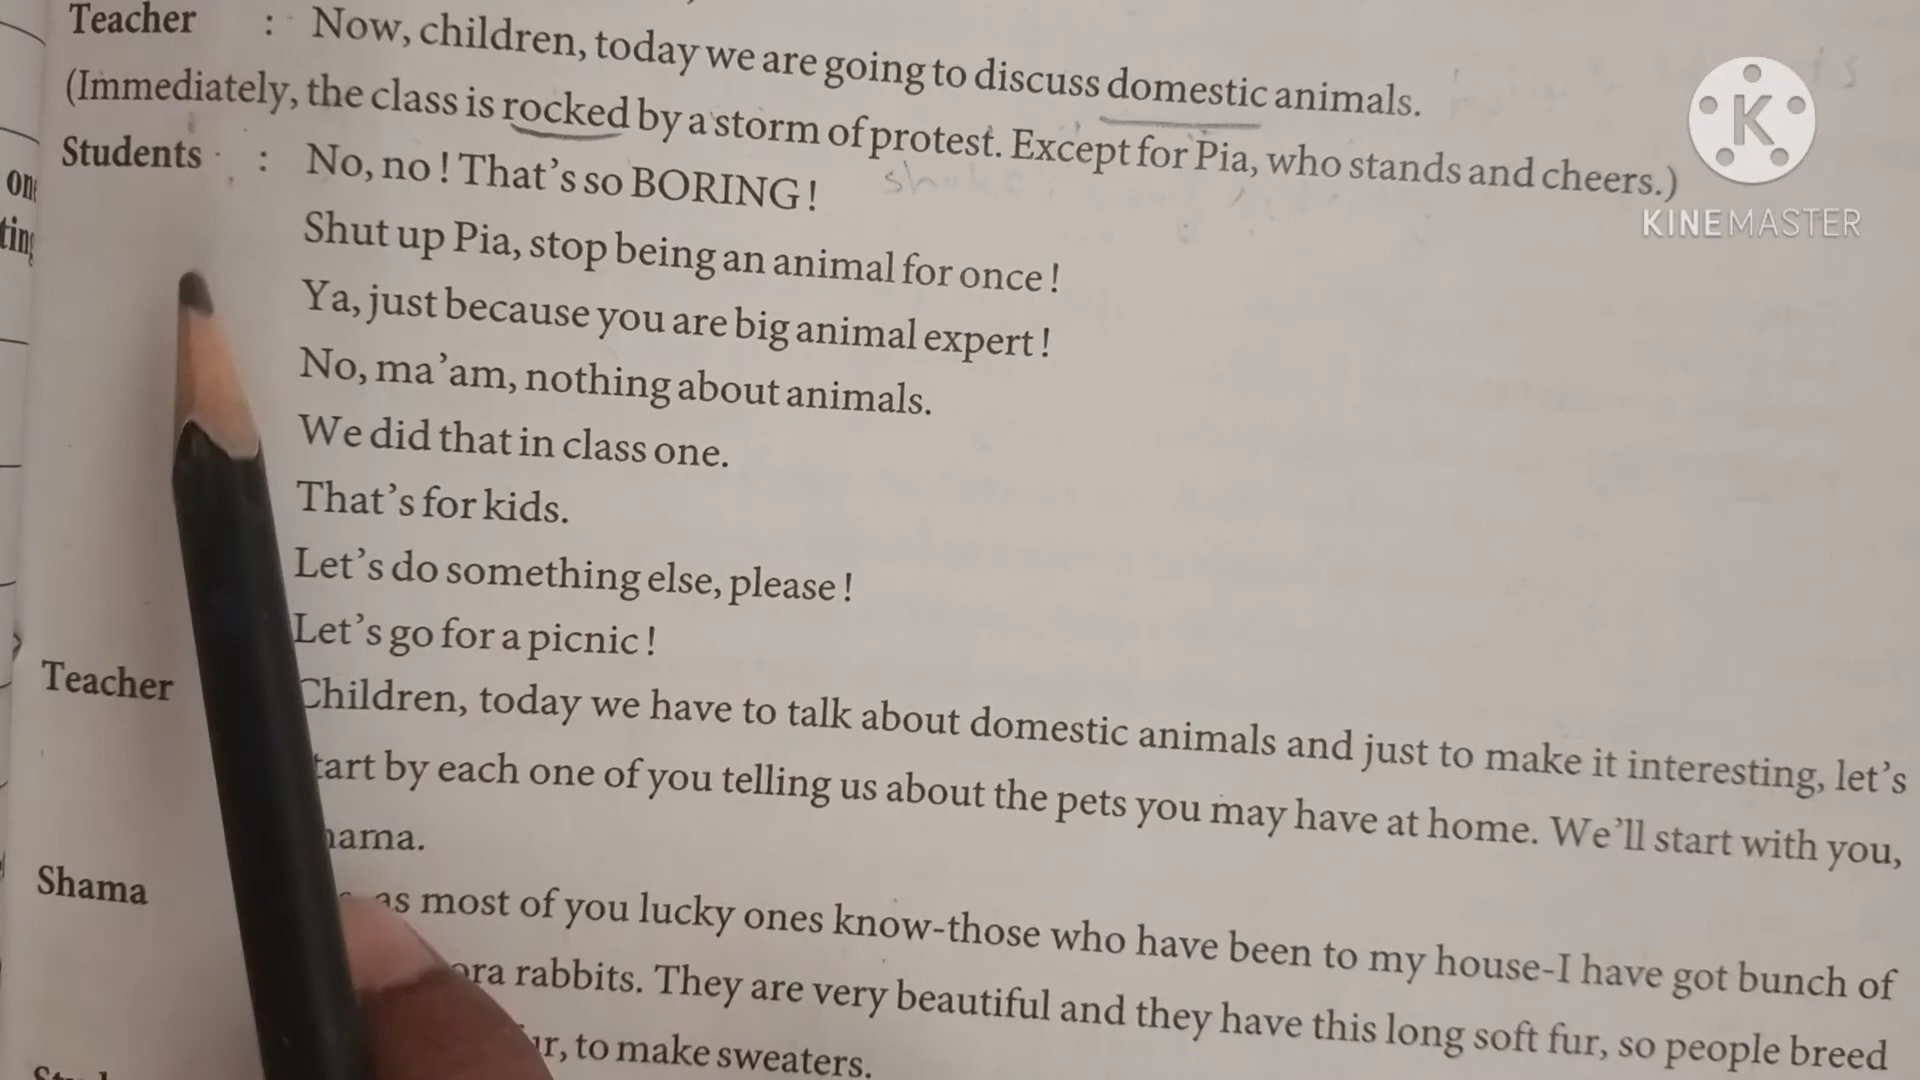 Teacher : Now, children, today we are going to discuss domestic animals.
(Immediately, the class is rocked by a storm of protest. Except for Pia, who stands and cheers.)
Students : No, no ! That's so BORING !
Shut up Pia, stop being an animal for once !
Ya, just because you are big animal expert !
No, ma'am, nothing about animals.
We did that in class one.
That's for kids.
Let's do something else, please !
Let's go for a picnic !
Teacher Children, today we have to talk about domestic animals and just to make it interesting, let's
tart by each one of you telling us about the pets you may have at home. We'll start with you,
hama.
Shama as most of you lucky ones know-those who have been to my house-I have got bunch of
ora rabbits. They are very beautiful and they have this long soft fur, so people breed
ur, to make sweaters.
K
KINEMASTER